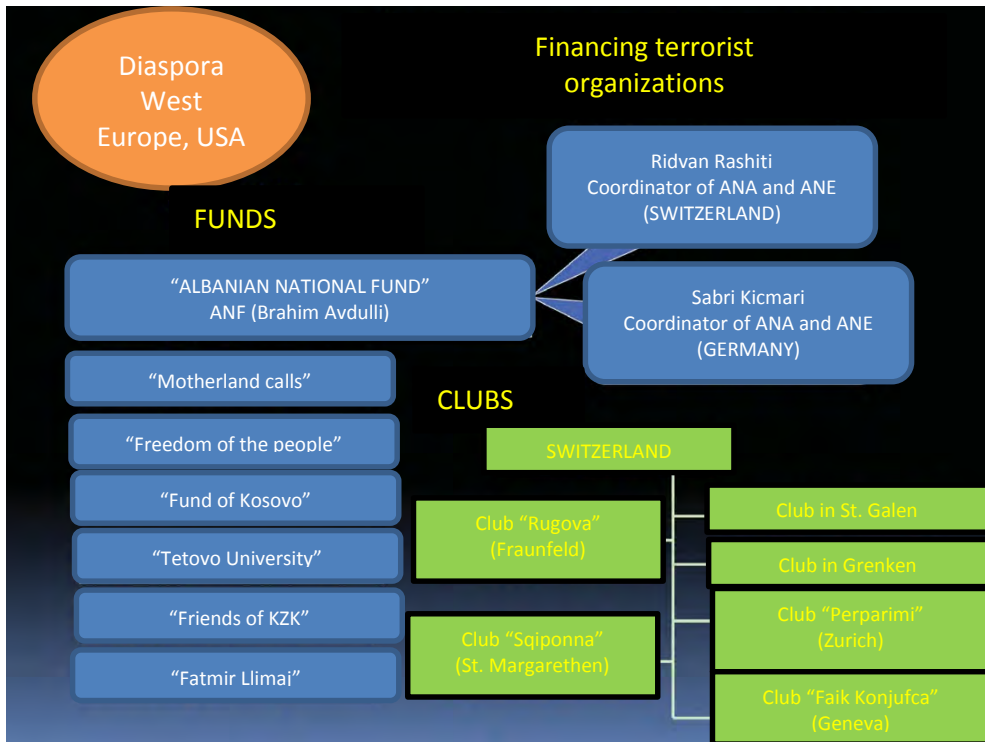 Diaspora
West
Europe, USA
Financing terrorist
organizations
Ridvan Rashiti
Coordinator of ANA and ANE
(SWITZERLAND)
FUNDS
“ALBANIAN NATIONAL FUND”
ANF (Brahim Avdulli)
Sabri Kicmari
Coordinator of ANA and ANE
(GERMANY)
“Motherland calls”
“Freedom of the people”
“Fund of Kosovo”
“Tetovo University”
“Friends of KZK”
“Fatmir Llimaj”
CLUBS
SWITZERLAND
Club “Rugova”
(Fraunfeld)
Club “Sqiponna”
(St. Margarethen)
Club in St. Galen
Club in Grenken
Club “Perparimi”
(Zurich)
Club “Faik Konjufca”
(Geneva)